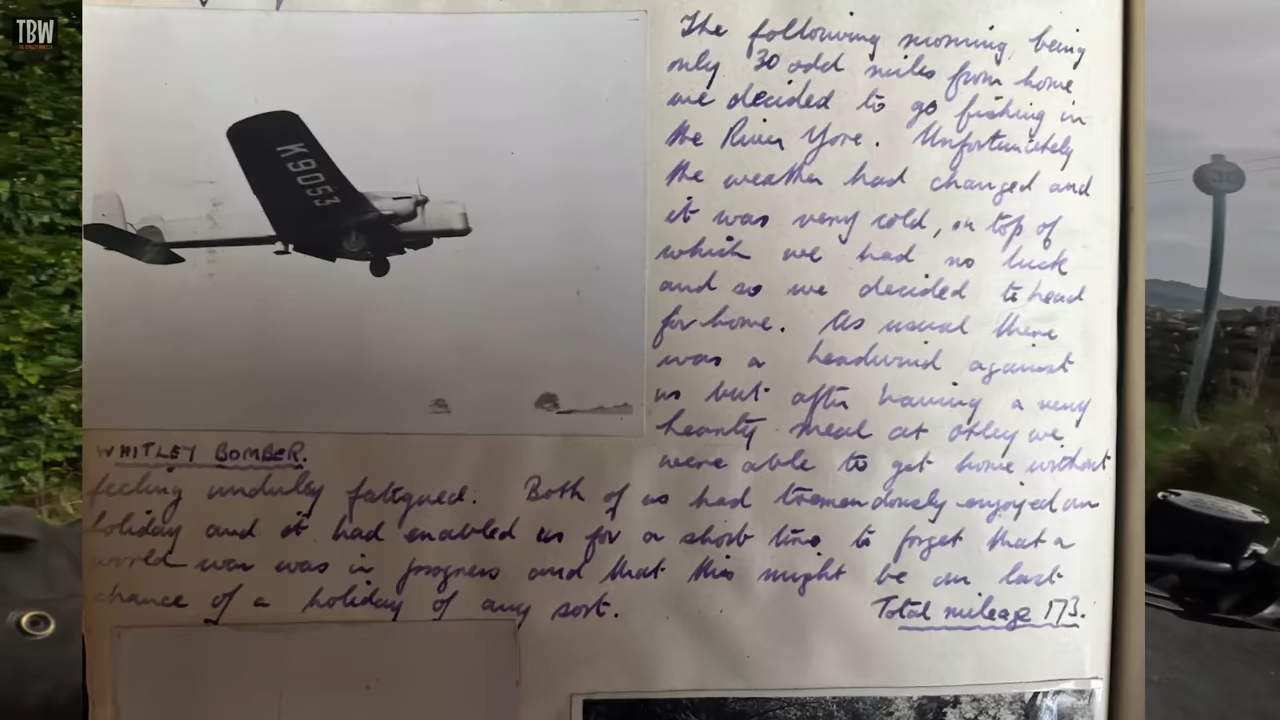 TBW
K9053
The following morning, being
only 30 odd miles from home
we decided to go fishing in
the River Yore. Unfortunately
the weather had changed and
it was very cold, on top of
which we had no luck
and so we decided to head
for home. As usual there
was a headwind against
us but after having a very
hearty meal at Otley we
were able to get home without
WHITLEY BOMBER.
feeling unduly fatigued. Both of us had tremendously enjoyed our
holiday and it had enabled us for a short time to forget that a
world war was in progress and that this might be our last
chance of a holiday of any sort.
Total mileage 173.